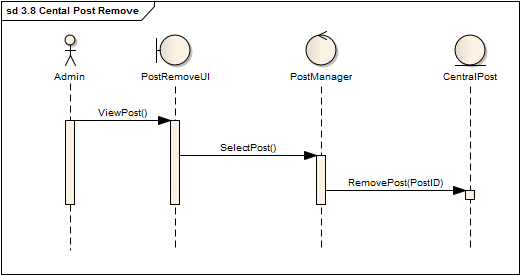 sd 3.8 Cental Post Remove
Admin
PostRemoveUI
PostManager
CentralPost
ViewPost()
SelectPost()
RemovePost(PostID)